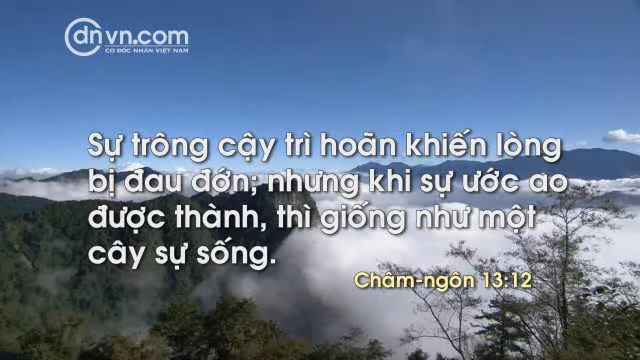 cdnvn.com
CƠ ĐỐC NHÂN VIỆT NAM
Sự trông cậy trì hoãn khiến lòng
bị đau đớn; nhưng khi sự ước ao
được thành, thì giống như một
cây sự sống.
Châm-ngôn 13:12